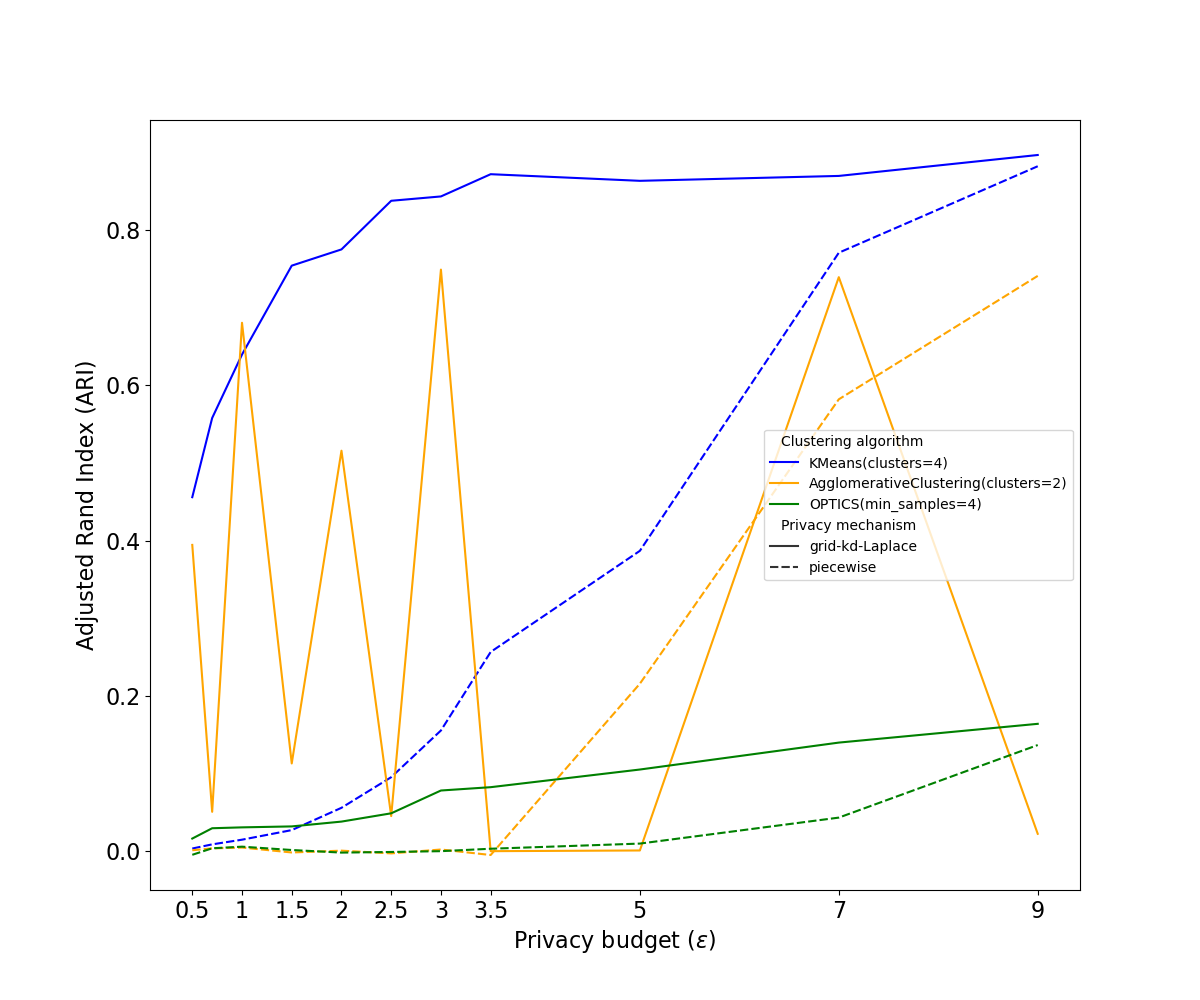 Adjusted Rand Index (ARI)
0.8
0.6
0.4
0.2
0.0
Clustering algorithm
KMeans(clusters=4)
AgglomerativeClustering(clusters=2)
OPTICS(min_samples=4)
Privacy mechanism
grid-kd-Laplace
piecewise
0.5 1 1.5 2 2.5 3 3.5 5 7 9
Privacy budget (ε)